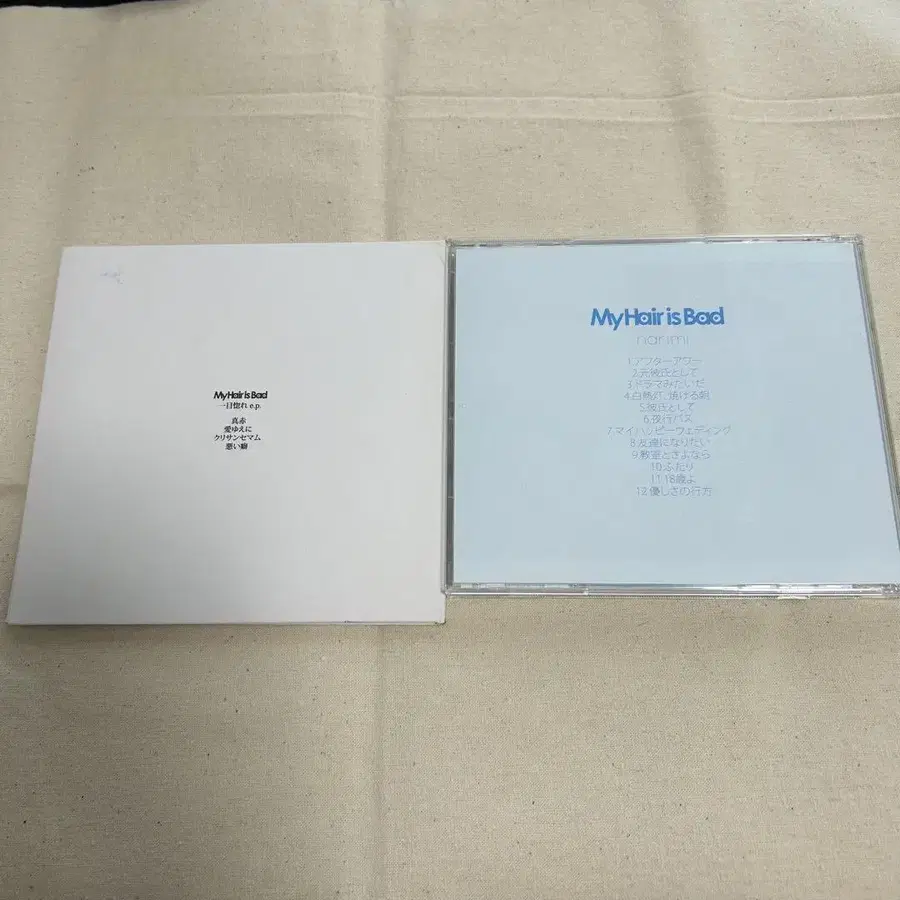 My Hair is Bad
一目惚れ e.p.
真赤
愛ゆえに
クリサンセマム
悪い癖
My Hair is Bad
narimi
1.アフターアワー
2.元彼氏として
3.ドラマみたいだ
4.白熱灯、焼ける朝
5.彼氏として
6.夜行バス
7.マイハッピーウェディング
8.友達になりたい
9.教室とさよなら
10.ふたり
11.18歳よ
12.優しさの行方